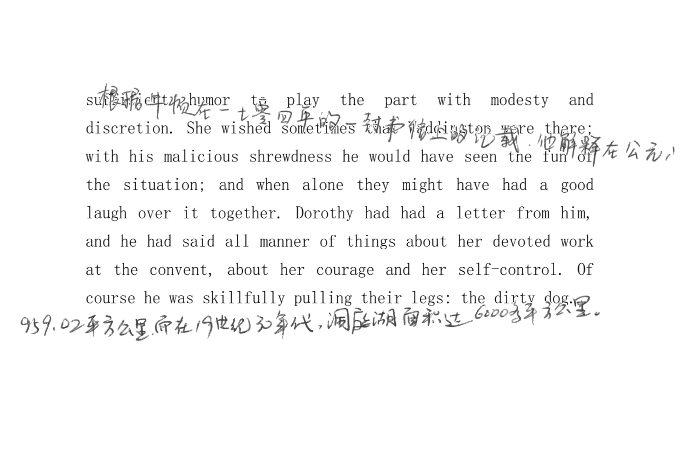 sufficient humor to play the part with modesty and
根据牛顿在一七零四年的一封书信上的记载，他解释在公元
discretion. She wished sometimes that Waddington were there;
with his malicious shrewdness he would have seen the fun of
the situation; and when alone they might have had a good
laugh over it together. Dorothy had had a letter from him,
and he had said all manner of things about her devoted work
at the convent, about her courage and her self-control. Of
course he was skillfully pulling their legs: the dirty dog.
959.02平方公里而在19世纪30年代，洞庭湖面积达6000多平方公里。